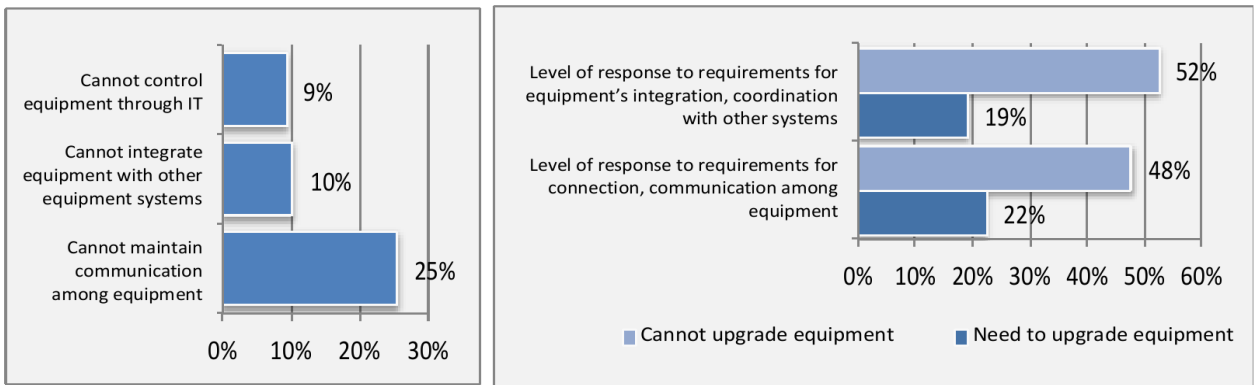 Cannot control
equipment through IT
9%
Cannot integrate
equipment with other
equipment systems
10%
Cannot maintain
communication
among equipment
25%
0% 10% 20% 30%
Level of response to requirements for
equipment's integration, coordination
with other systems
52%
19%
Level of response to requirements for
connection, communication among
equipment
48%
22%
0% 10% 20% 30% 40% 50% 60%
Cannot upgrade equipment Need to upgrade equipment